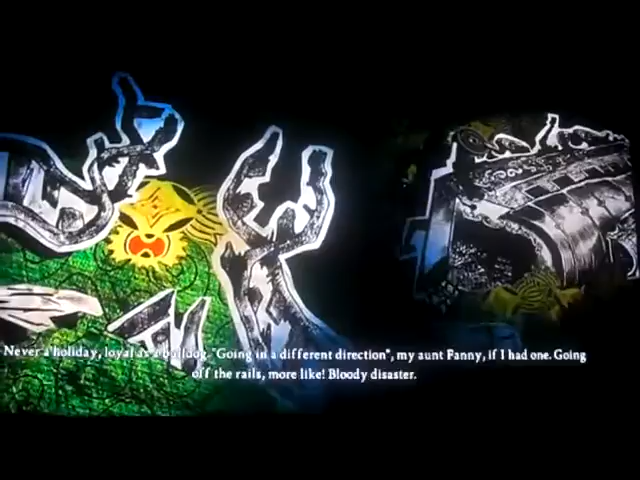 Never a holiday, loyal as a bulldog. "Going in a different direction", my aunt Fanny, if I had one. Going
off the rails, more like! Bloody disaster.